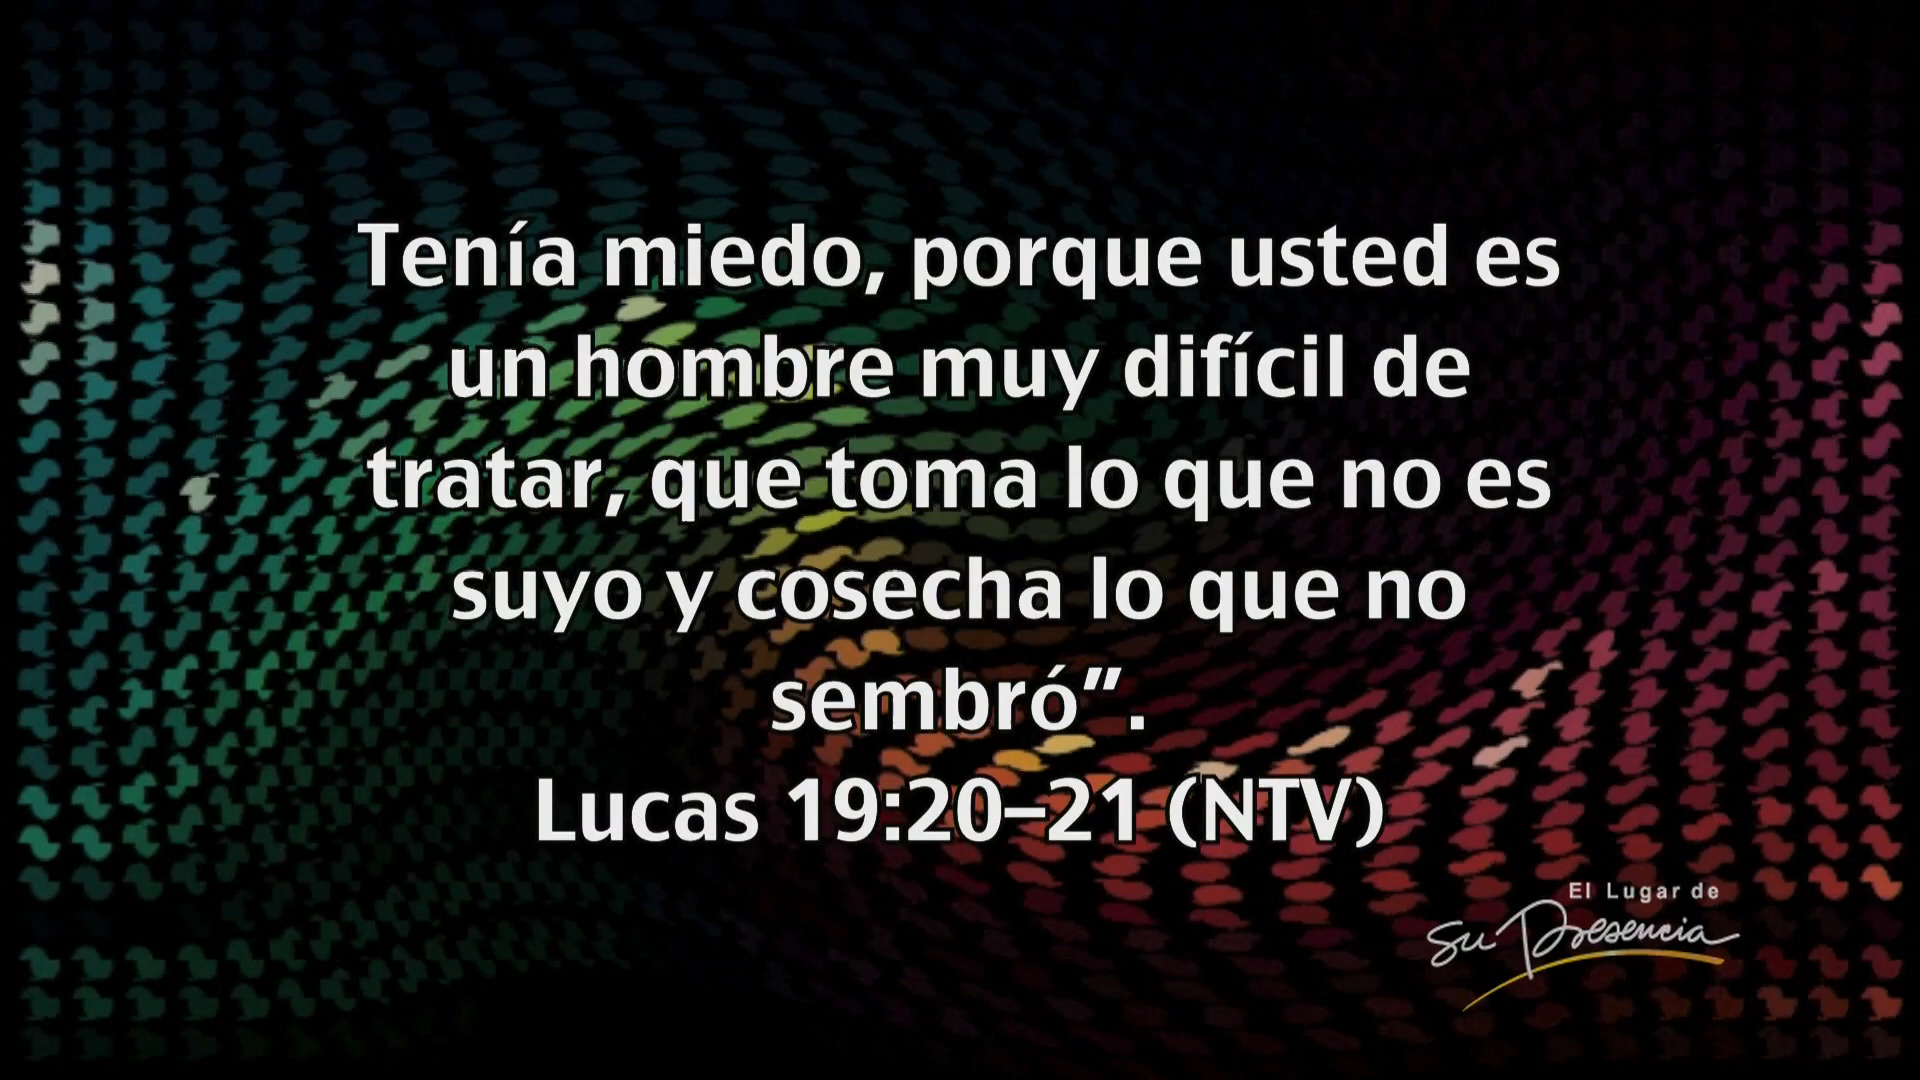 Tenía miedo, porque usted es
un hombre muy difícil de
tratar, que toma lo que no es
suyo y cosecha lo que no
sembró”.
Lucas 19:20–21 (NTV)
El Lugar de
Su Presencia